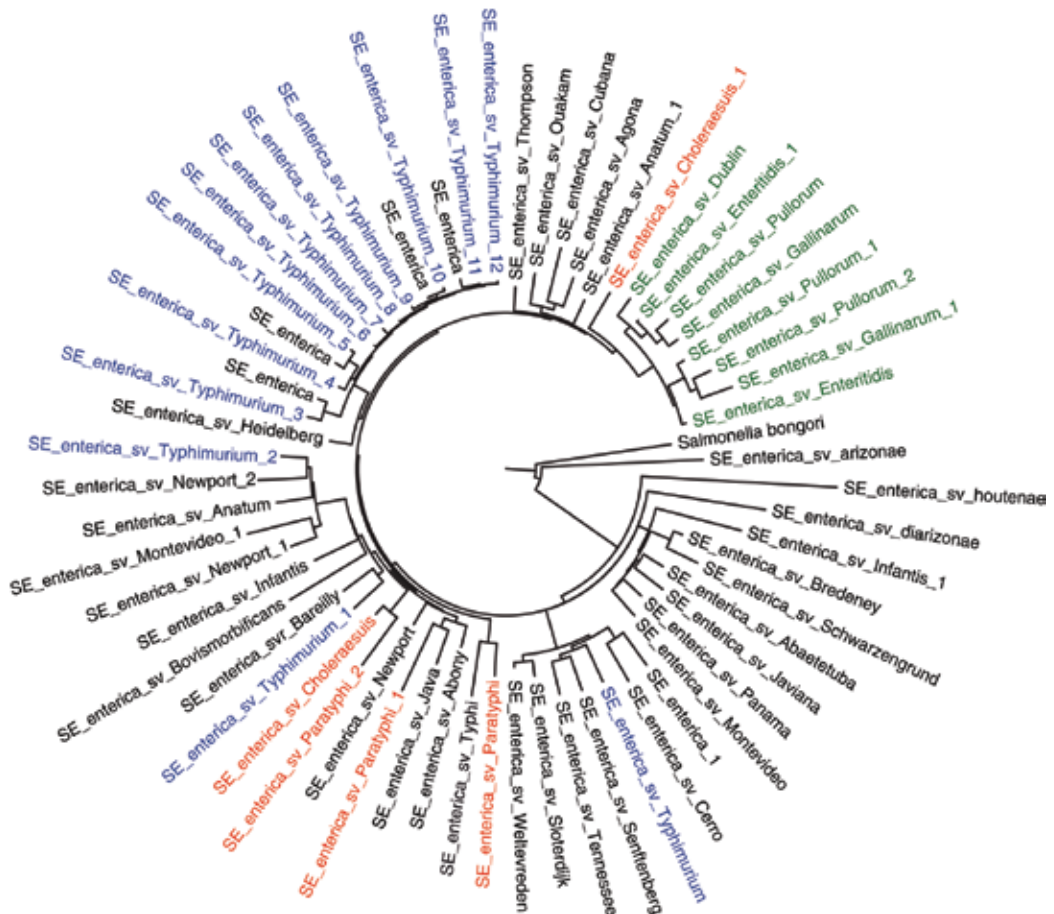 SE_enterica_sv_Thompson
SE_enterica_sv_Ouakam
SE_enterica_sv_Cubana
SE_enterica_sv_Agona
SE_enterica_sv_Anatum_1
SE_enterica_sv_Choleraesuis_1
SE_enterica_sv_Dublin
SE_enterica_sv_Enteritidis_1
SE_enterica_sv_Pullorum
SE_enterica_sv_Gallinarum
SE_enterica_sv_Pullorum_1
SE_enterica_sv_Pullorum_2
SE_enterica_sv_Gallinarum_1
SE_enterica_sv_Enteritidis
Salmonella bongori
SE_enterica_sv_arizonae
SE_enterica_sv_houtenae
SE_enterica_sv_diarizonae
SE_enterica_sv_Infantis_1
SE_enterica_sv_Bredeney
SE_enterica_sv_Schwarzengrund
SE_enterica_sv_Abaetetuba
SE_enterica_sv_Javiana
SE_enterica_sv_Panama
SE_enterica_sv_Montevideo
SE_enterica_1
SE_enterica_sv_Cerro
SE_enterica_sv_Typhimurium
SE_enterica_sv_Senftenberg
SE_enterica_sv_Tennessee
SE_enterica_sv_Sloterdijk
SE_enterica_sv_Weltevreden
SE_enterica_sv_Paratyphi
SE_enterica_sv_Typhi
SE_enterica_sv_Abony
SE_enterica_sv_Java
SE_enterica_sv_Paratyphi_1
SE_enterica_sv_Newport
SE_enterica_sv_Paratyphi_2
SE_enterica_sv_Choleraesuis
SE_enterica_sv_Typhimurium_1
SE_enterica_svr_Bareilly
SE_enterica_sv_Bovismorbificans
SE_enterica_sv_Infantis
SE_enterica_sv_Newport_1
SE_enterica_sv_Montevideo_1
SE_enterica_sv_Anatum
SE_enterica_sv_Newport_2
SE_enterica_sv_Typhimurium_2
SE_enterica_sv_Heidelberg
SE_enterica_sv_Typhimurium_3
SE_enterica
SE_enterica_sv_Typhimurium_4
SE_enterica
SE_enterica_sv_Typhimurium_5
SE_enterica_sv_Typhimurium_6
SE_enterica_sv_Typhimurium_7
SE_enterica_sv_Typhimurium_8
SE_enterica_sv_Typhimurium_9
SE_enterica
SE_enterica_sv_Typhimurium_10
SE_enterica
SE_enterica_sv_Typhimurium_11
SE_enterica_sv_Typhimurium_12